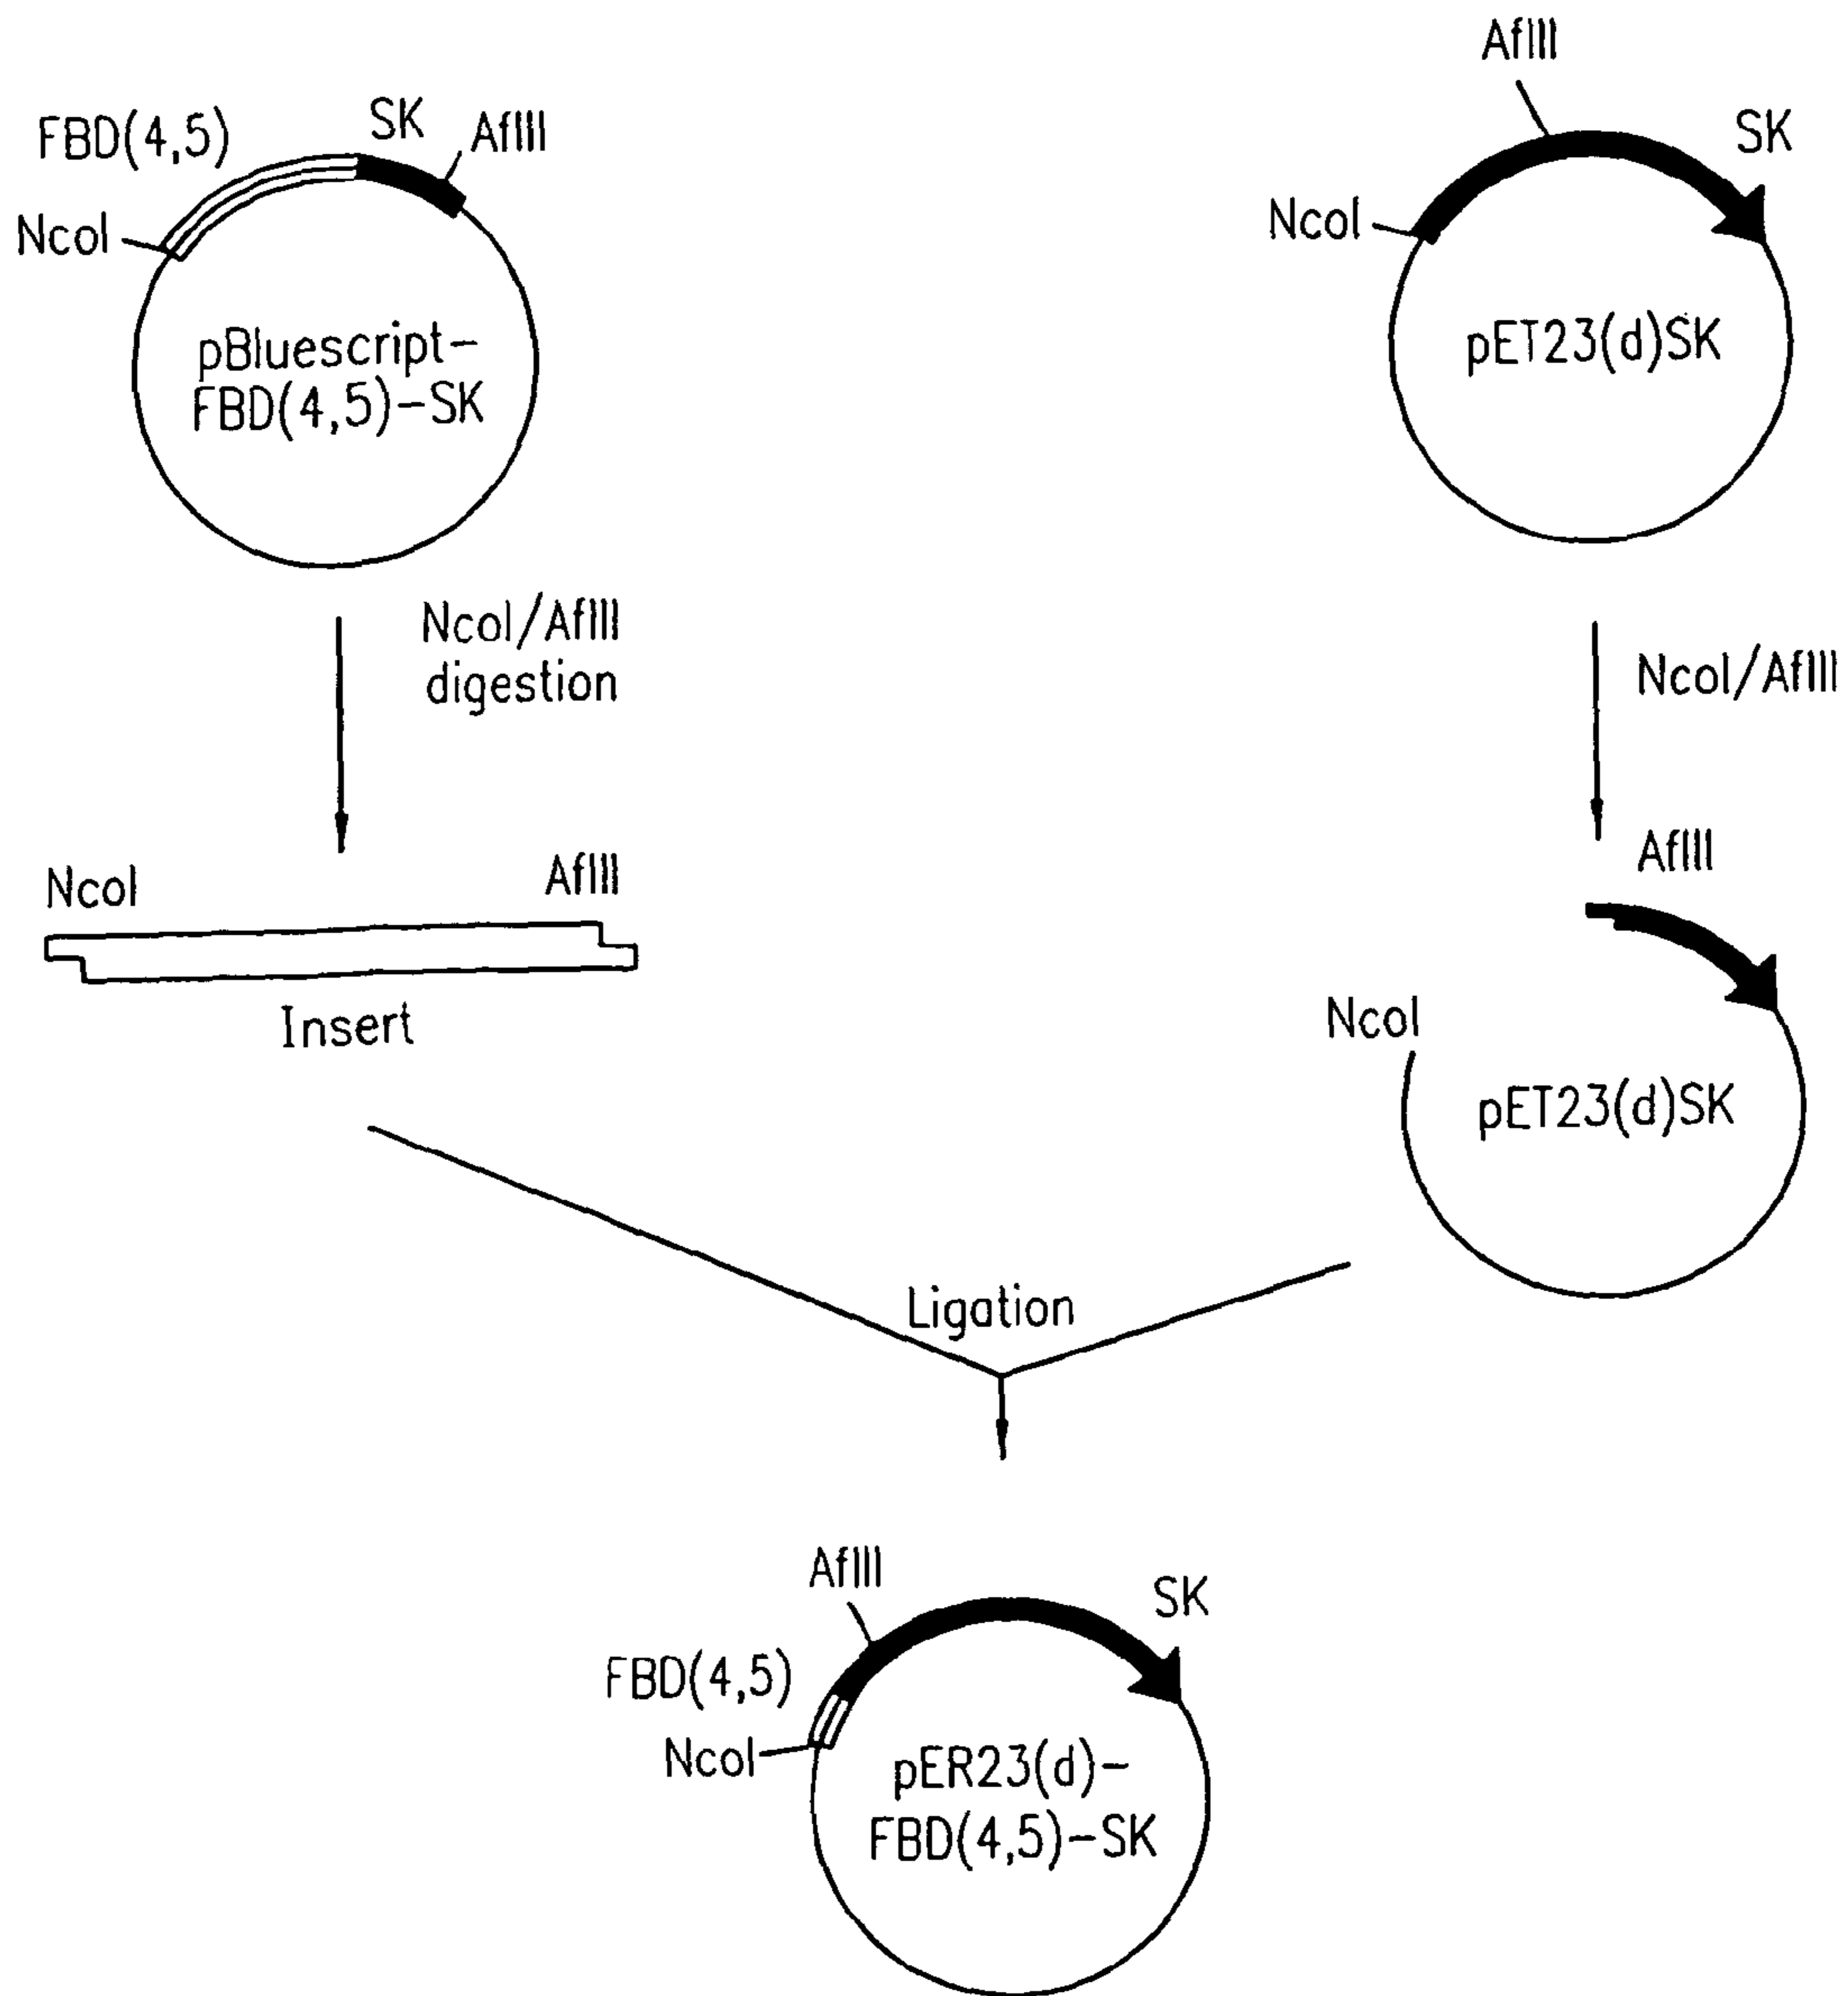 AflII
FBD(4,5)
SK
AflII
SK
NcoI
NcoI
pBluescript-
FBD(4,5)-SK
pET23(d)SK
NcoI/AflII
digestion
NcoI/AflII
NcoI
AflII
AflII
Insert
NcoI
pET23(d)SK
Ligation
AflII
SK
FBD(4,5)
NcoI
pER23(d)-
FBD(4,5)-SK